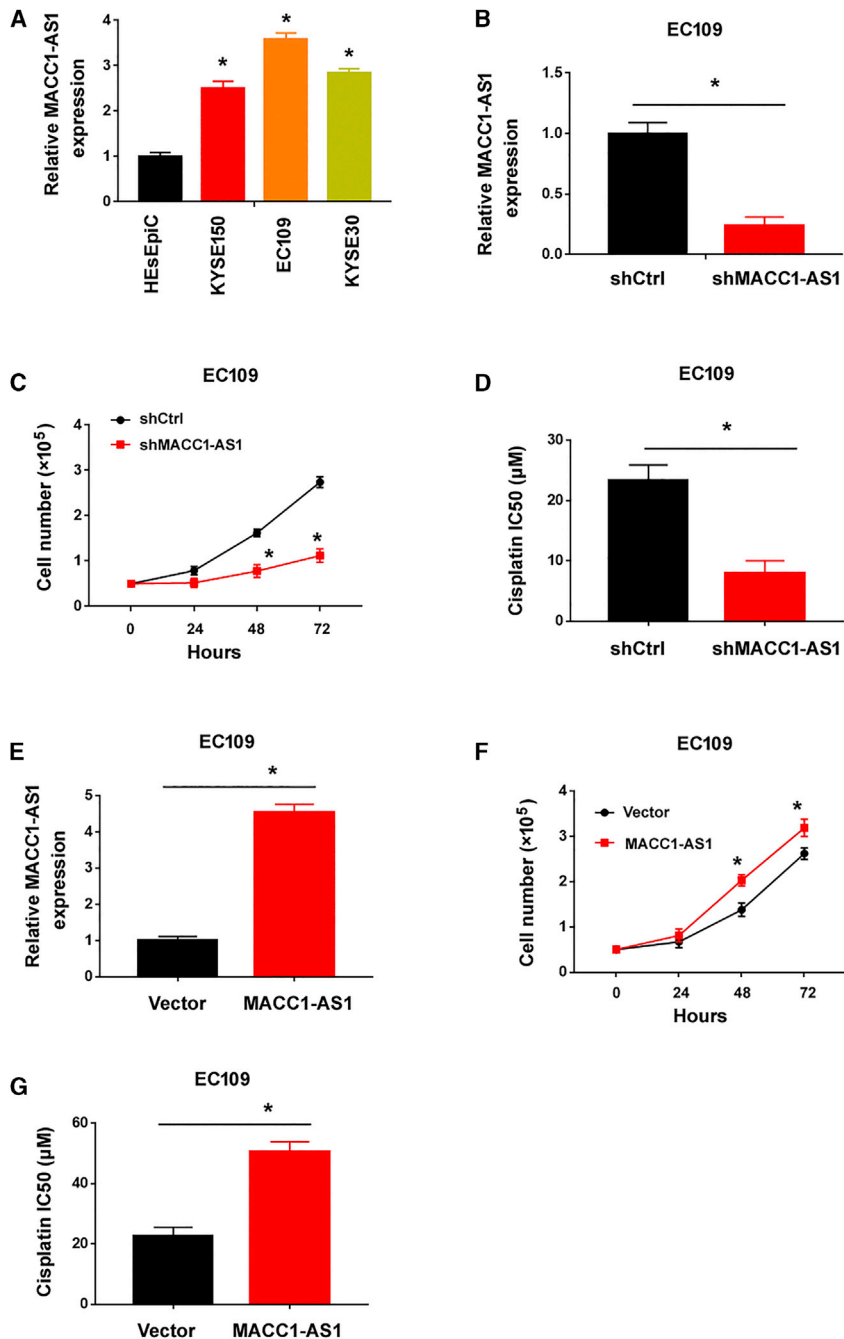 A
Relative MACC1-AS1
expression
5
4
3
2
1
0
*
*
*
HEsEpiC
KYSE150
EC109
KYSE30
B
EC109
Relative MACC1-AS1
expression
1.5
1.0
0.5
0.0
*
shCtrl
shMACC1-AS1
C
EC109
shCtrl
shMACC1-AS1
Cell number (×10⁵)
4
3
2
1
0
*
*
0
24
48
72
Hours
D
EC109
Cisplatin IC50 (μM)
30
20
10
0
*
shCtrl
shMACC1-AS1
E
EC109
Relative MACC1-AS1
expression
5
4
3
2
1
0
*
Vector
MACC1-AS1
F
EC109
Vector
MACC1-AS1
Cell number (×10⁵)
4
3
2
1
0
*
*
0
24
48
72
Hours
G
EC109
Cisplatin IC50 (μM)
60
40
20
0
*
Vector
MACC1-AS1